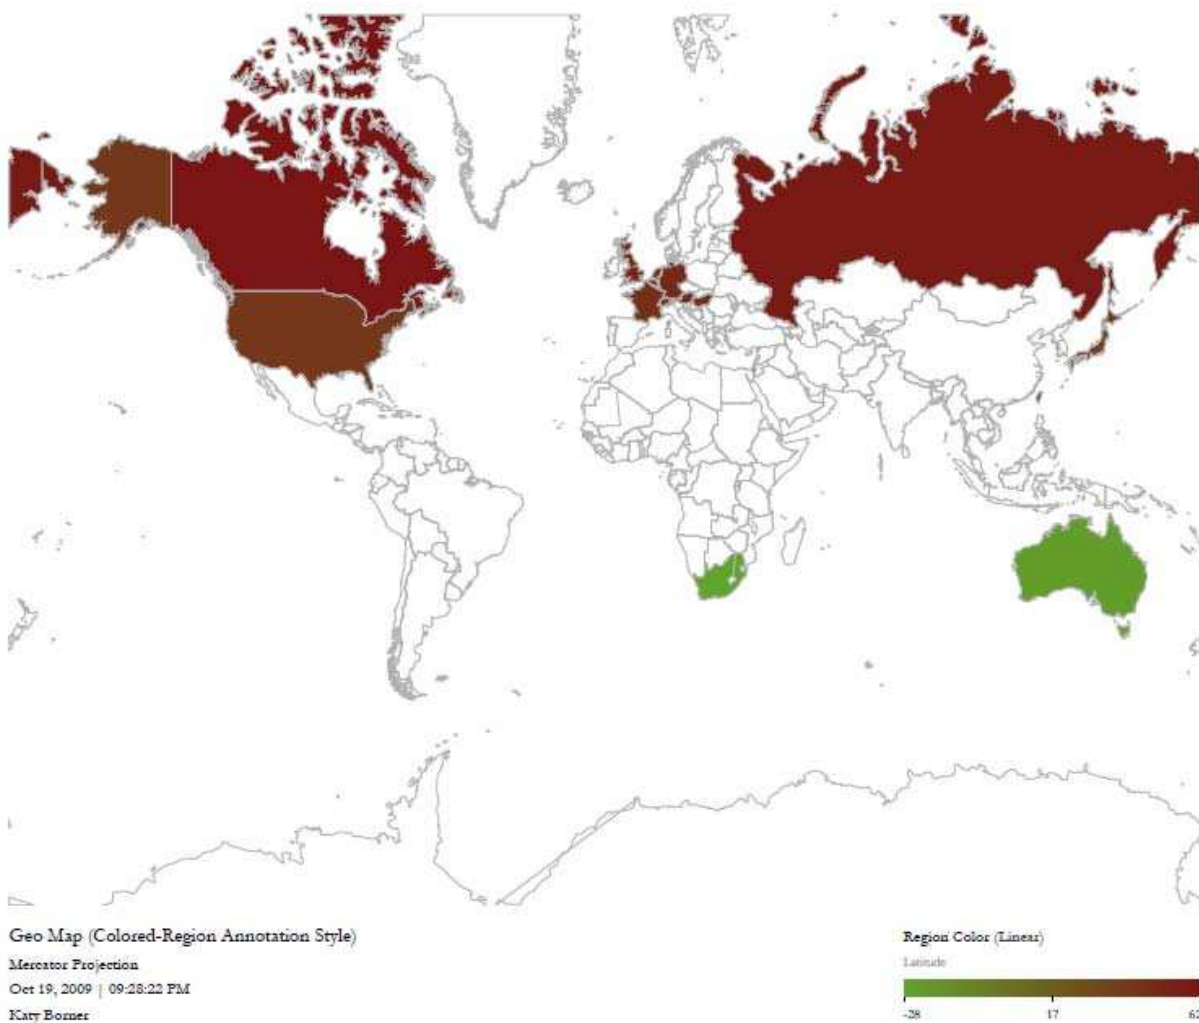 Geo Map (Colored-Region Annotation Style)
Mercator Projection
Oct 19, 2009 | 09:28:22 PM
Katy Borner
Region Color (Linear)
Latitude
-28 17 62